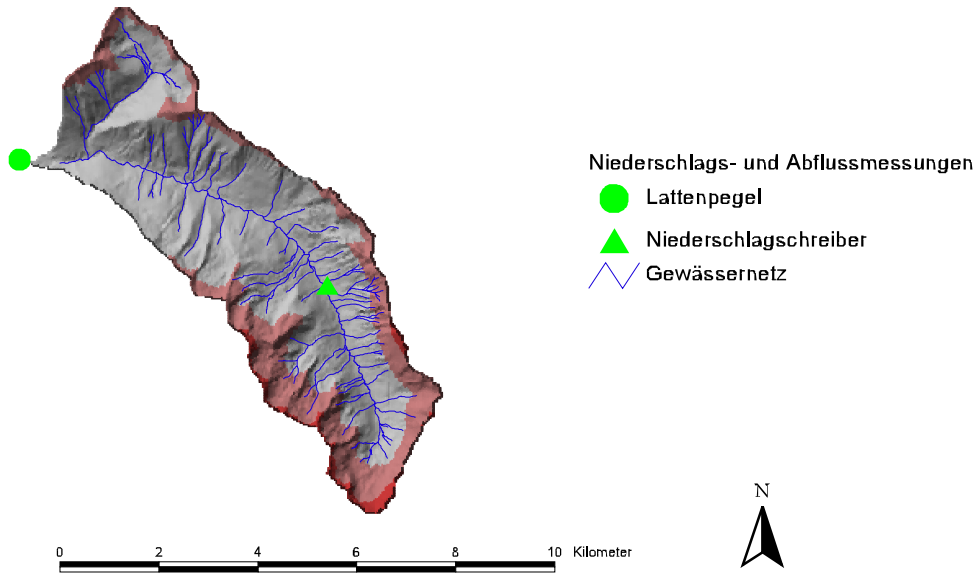 Niederschlags- und Abflussmessungen
Lattenpegel
Niederschlagschreiber
Gewässernetz
N
0 2 4 6 8 10 Kilometer